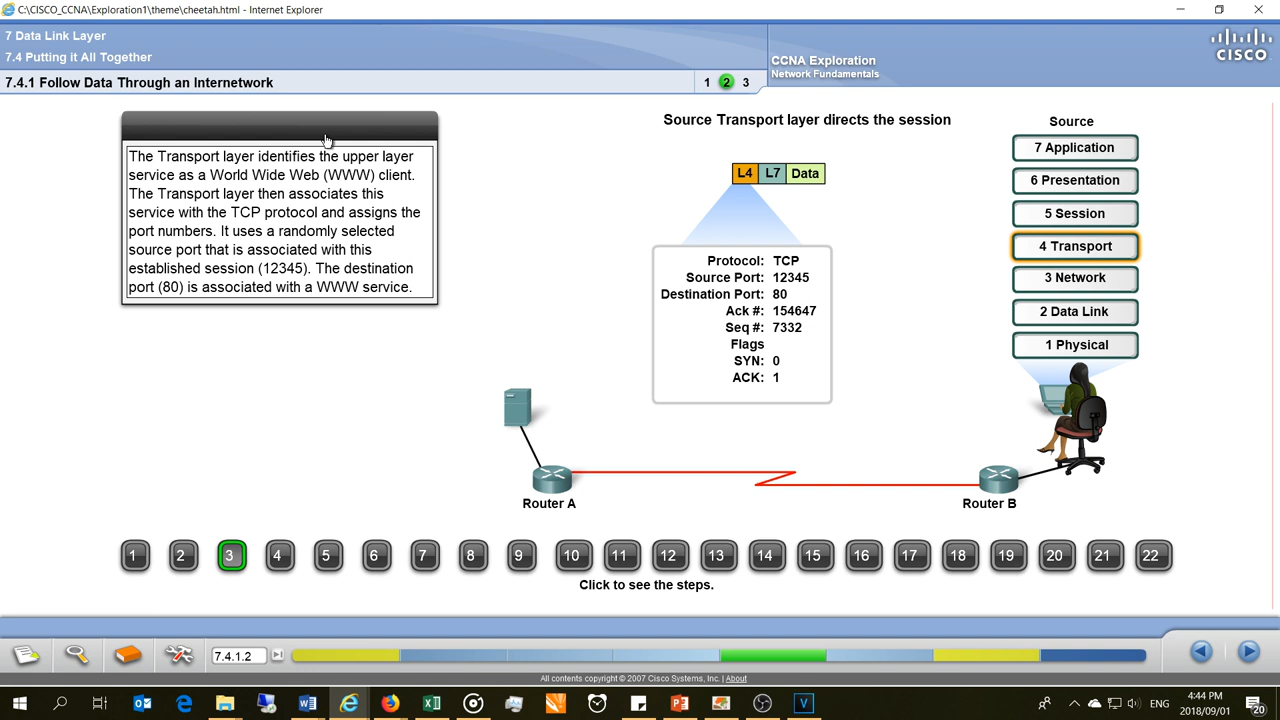 C:\CISCO_CCNA\Exploration1\theme\cheetah.html - Internet Explorer
7 Data Link Layer
7.4 Putting it All Together
7.4.1 Follow Data Through an Internetwork
1 2 3
CCNA Exploration
Network Fundamentals
CISCO
The Transport layer identifies the upper layer
service as a World Wide Web (WWW) client.
The Transport layer then associates this
service with the TCP protocol and assigns the
port numbers. It uses a randomly selected
source port that is associated with this
established session (12345). The destination
port (80) is associated with a WWW service.
Source Transport layer directs the session
L4 L7 Data
Protocol: TCP
Source Port: 12345
Destination Port: 80
Ack #: 154647
Seq #: 7332
Flags
SYN: 0
ACK: 1
Source
7 Application
6 Presentation
5 Session
4 Transport
3 Network
2 Data Link
1 Physical
Router A
Router B
1 2 3 4 5 6 7 8 9 10 11 12 13 14 15 16 17 18 19 20 21 22
Click to see the steps.
7.4.1.2
All contents copyright © 2007 Cisco Systems, Inc. | About
ENG
4:44 PM
2018/09/01
20